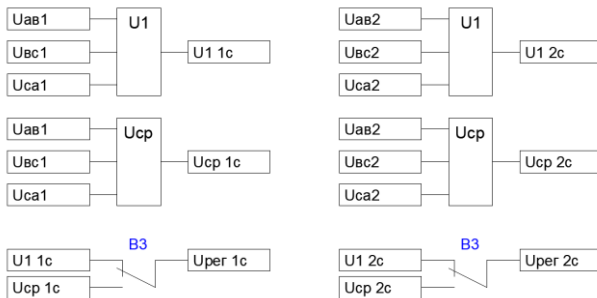 Uав1 U1 Uав2 U1
Uвс1 U1 1с Uвс2 U1 2с
Uса1 Uса2
Uав1 Uср Uав2 Uср
Uвс1 Uср 1с Uвс2 Uср 2с
Uса1 Uса2
В3 В3
U1 1с Uрег 1с U1 2с Uрег 2с
Uср 1с Uср 2с